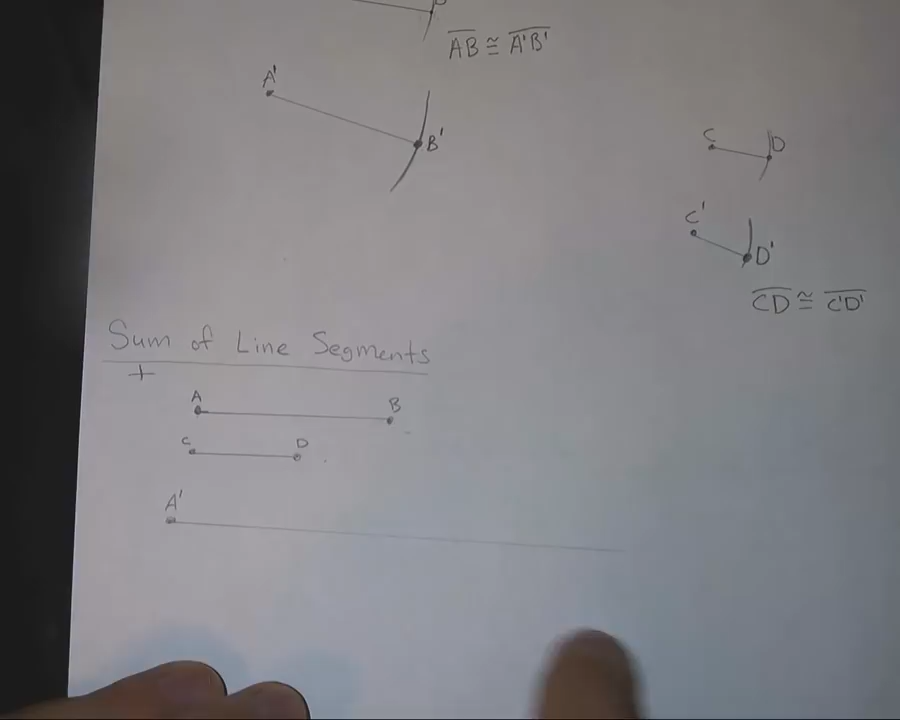 AB ≅ A'B'
A'
B'
C D
C'
D'
CD ≅ C'D'
Sum of Line Segments
+
A B
C D
A'